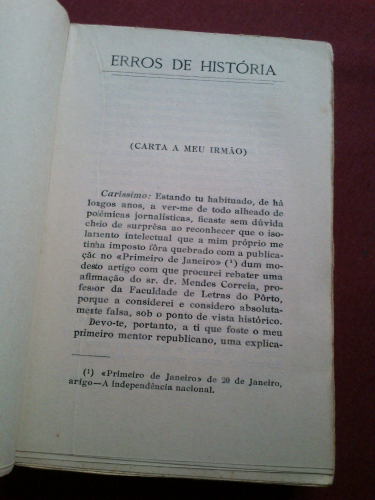 ERROS DE HISTÓRIA
(CARTA A MEU IRMÃO)
Caríssimo: Estando tu habituado, de há
longos anos, a ver-me de todo alheado de
polémicas jornalísticas, ficaste sem dúvida
cheio de surprêsa ao reconhecer que o iso-
lamento intelectual que a mim próprio me
tinha imposto fôra quebrado com a publica-
ção no «Primeiro de Janeiro» (¹) dum mo-
desto artigo com que procurei rebater uma
afirmação do sr. dr. Mendes Correia, pro-
fessor da Faculdade de Letras do Pôrto,
porque a considerei e considero absoluta-
mente falsa, sob o ponto de vista histórico.
Devo-te, portanto, a ti que foste o meu
primeiro mentor republicano, uma explica-
(¹) «Primeiro de Janeiro» de 20 de Janeiro,
arigo—A independência nacional.